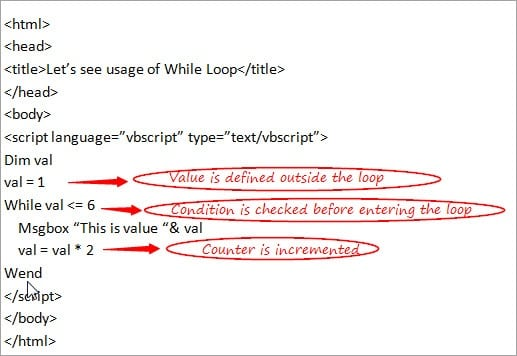 <html>
<head>
<title>Let’s see usage of While Loop</title>
</head>
<body>
<script language=”vbscript” type=”text/vbscript”>
Dim val
val = 1 Value is defined outside the loop
While val <= 6 Condition is checked before entering the loop
Msgbox “This is value “& val
val = val * 2 Counter is incremented
Wend
</script>
</body>
</html>